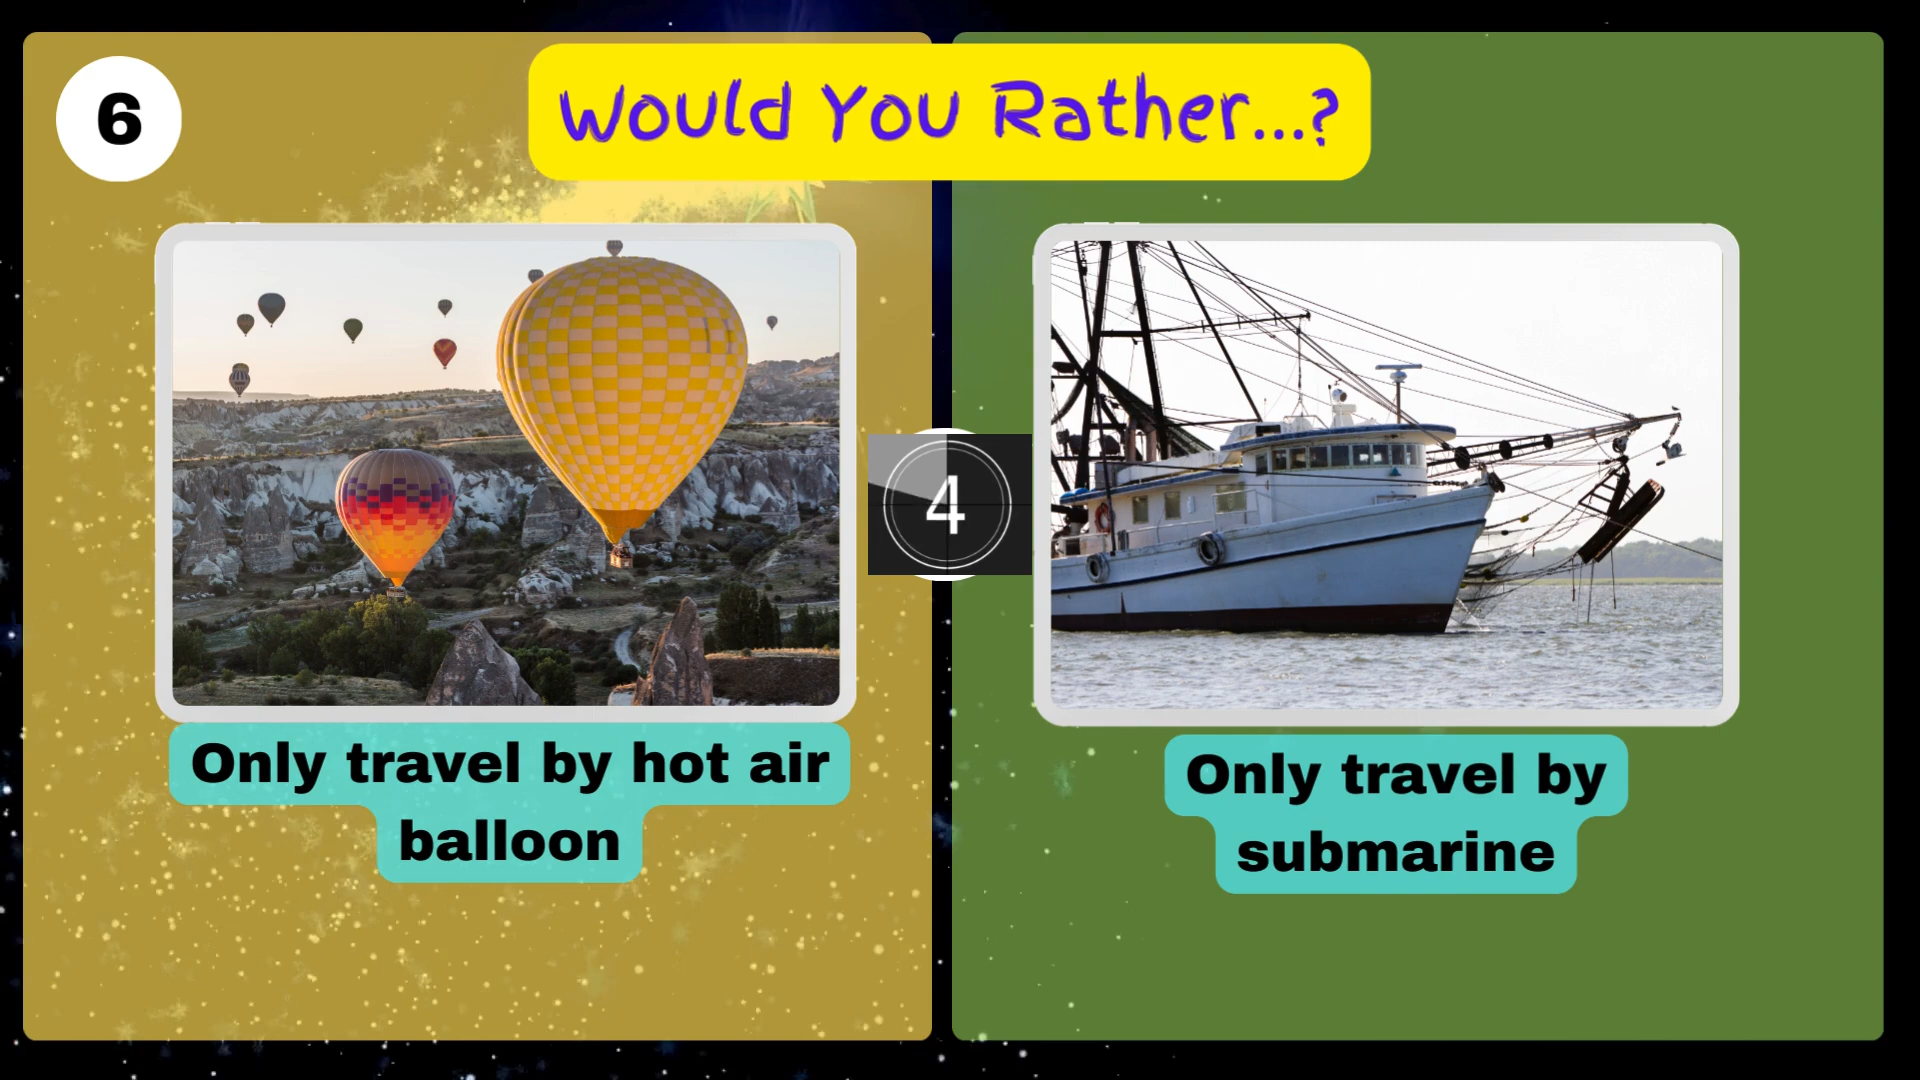 6
Would You Rather...?
4
Only travel by hot air
balloon
Only travel by
submarine